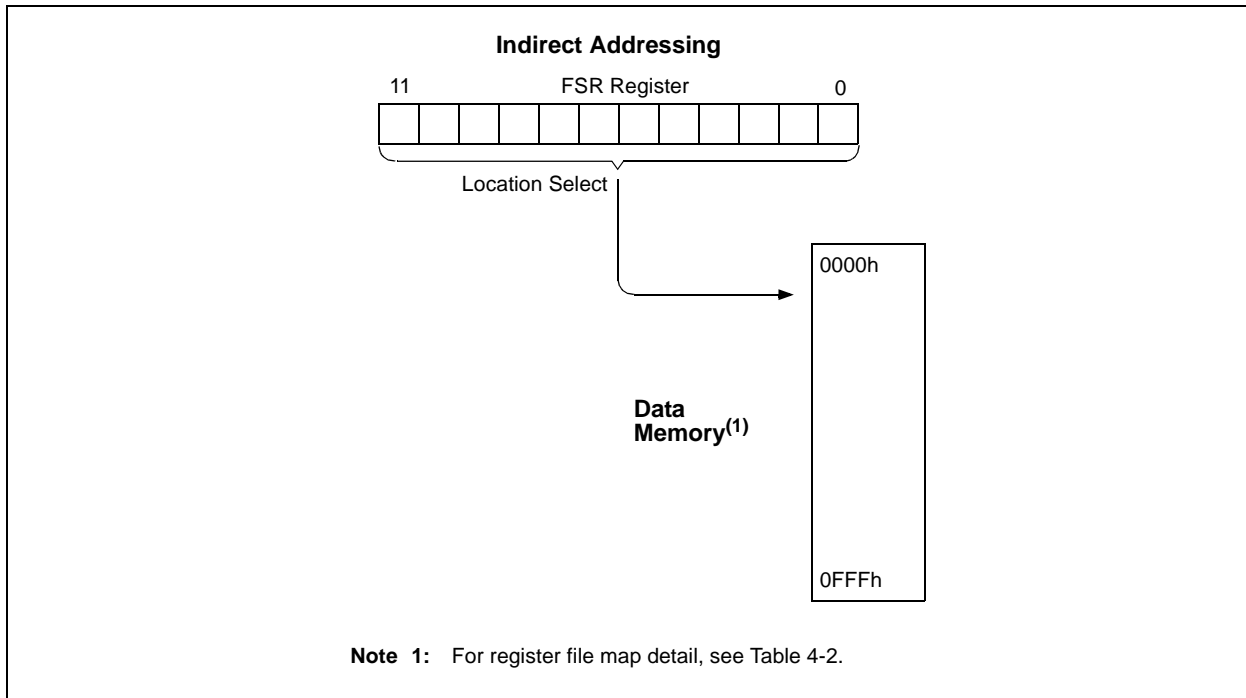 Indirect Addressing
11 FSR Register 0
Location Select
0000h
Data
Memory(1)
0FFFh
Note 1: For register file map detail, see Table 4-2.